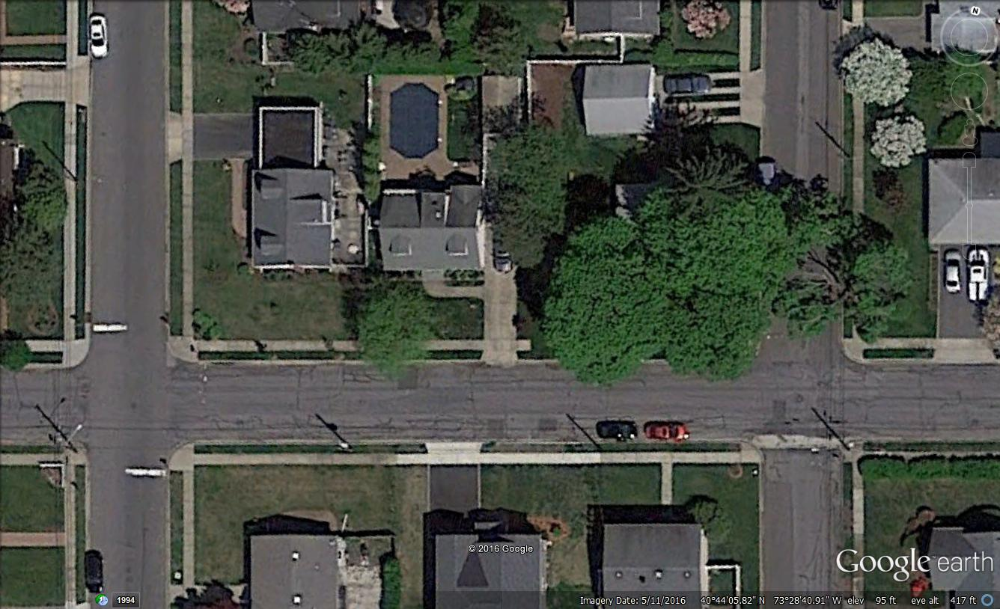 N
© 2016 Google
Google earth
1994
Imagery Date: 5/11/2016 40°44'05.82" N 73°28'40.91" W elev 95 ft eye alt 417 ft